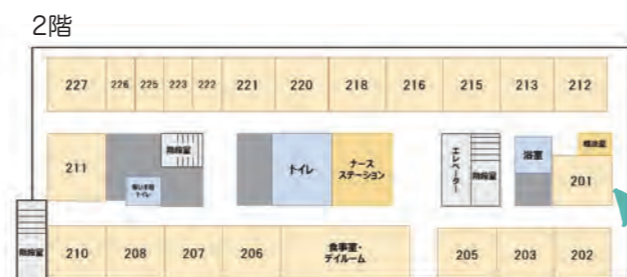 2階
227
226
225
223
222
221
220
218
216
215
213
212
211
階段室
車いす用
トイレ
トイレ
ナース
ステーション
エレベーター
階段室
浴室
201
階段室
210
208
207
206
食事室・
デイルーム
205
203
202